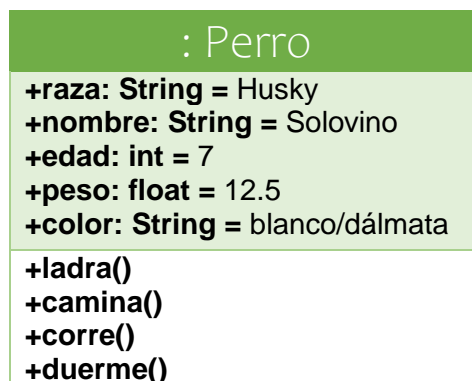 : Perro
+raza: String = Husky
+nombre: String = Solovino
+edad: int = 7
+peso: float = 12.5
+color: String = blanco/dálmata
+ladra()
+camina()
+corre()
+duerme()